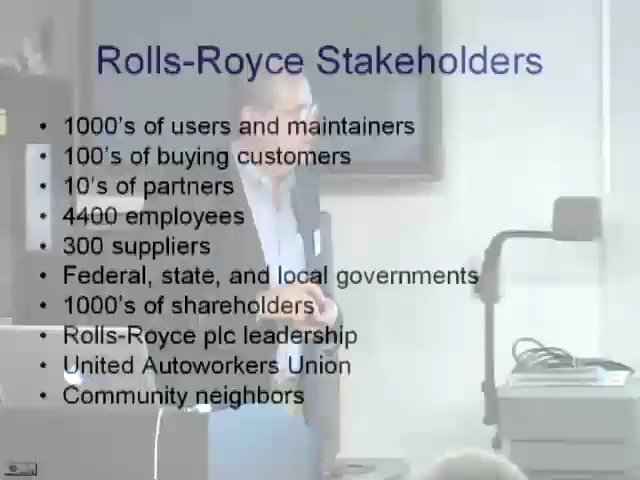 Rolls-Royce Stakeholders
• 1000's of users and maintainers
• 100's of buying customers
• 10's of partners
• 4400 employees
• 300 suppliers
• Federal, state, and local governments
• 1000's of shareholders
• Rolls-Royce plc leadership
• United Autoworkers Union
• Community neighbors